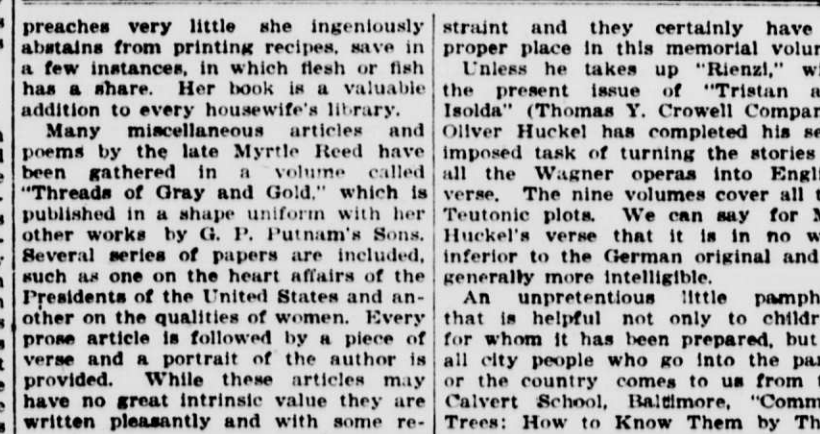 preaches very little she ingeniously
abstains from printing recipes, save in
a few instances, in which flesh or fish
has a share. Her book is a valuable
addition to every housewife's library.
Many miscellaneous articles and
poems by the late Myrtle Reed have
been gathered in a volume called
"Threads of Gray and Gold," which is
published in a shape uniform with her
other works by G. P. Putnam's Sons.
Several series of papers are included,
such as one on the heart affairs of the
Presidents of the United States and an-
other on the qualities of women. Every
prose article is followed by a piece of
verse and a portrait of the author is
provided. While these articles may
have no great intrinsic value they are
written pleasantly and with some re-
straint and they certainly have
proper place in this memorial volu
Unless he takes up "Rienzi," wi
the present issue of "Tristan a
Isolda" (Thomas Y. Crowell Compa
Oliver Huckel has completed his se
imposed task of turning the stories
all the Wagner operas into Engli
verse. The nine volumes cover all t
Teutonic plots. We can say for M
Huckel's verse that it is in no w
inferior to the German original and
generally more intelligible.
An unpretentious little pamph
that is helpful not only to childr
for whom it has been prepared, but
all city people who go into the par
or the country comes to us from t
Calvert School, Baltimore, "Comm
Trees: How to Know Them by Th